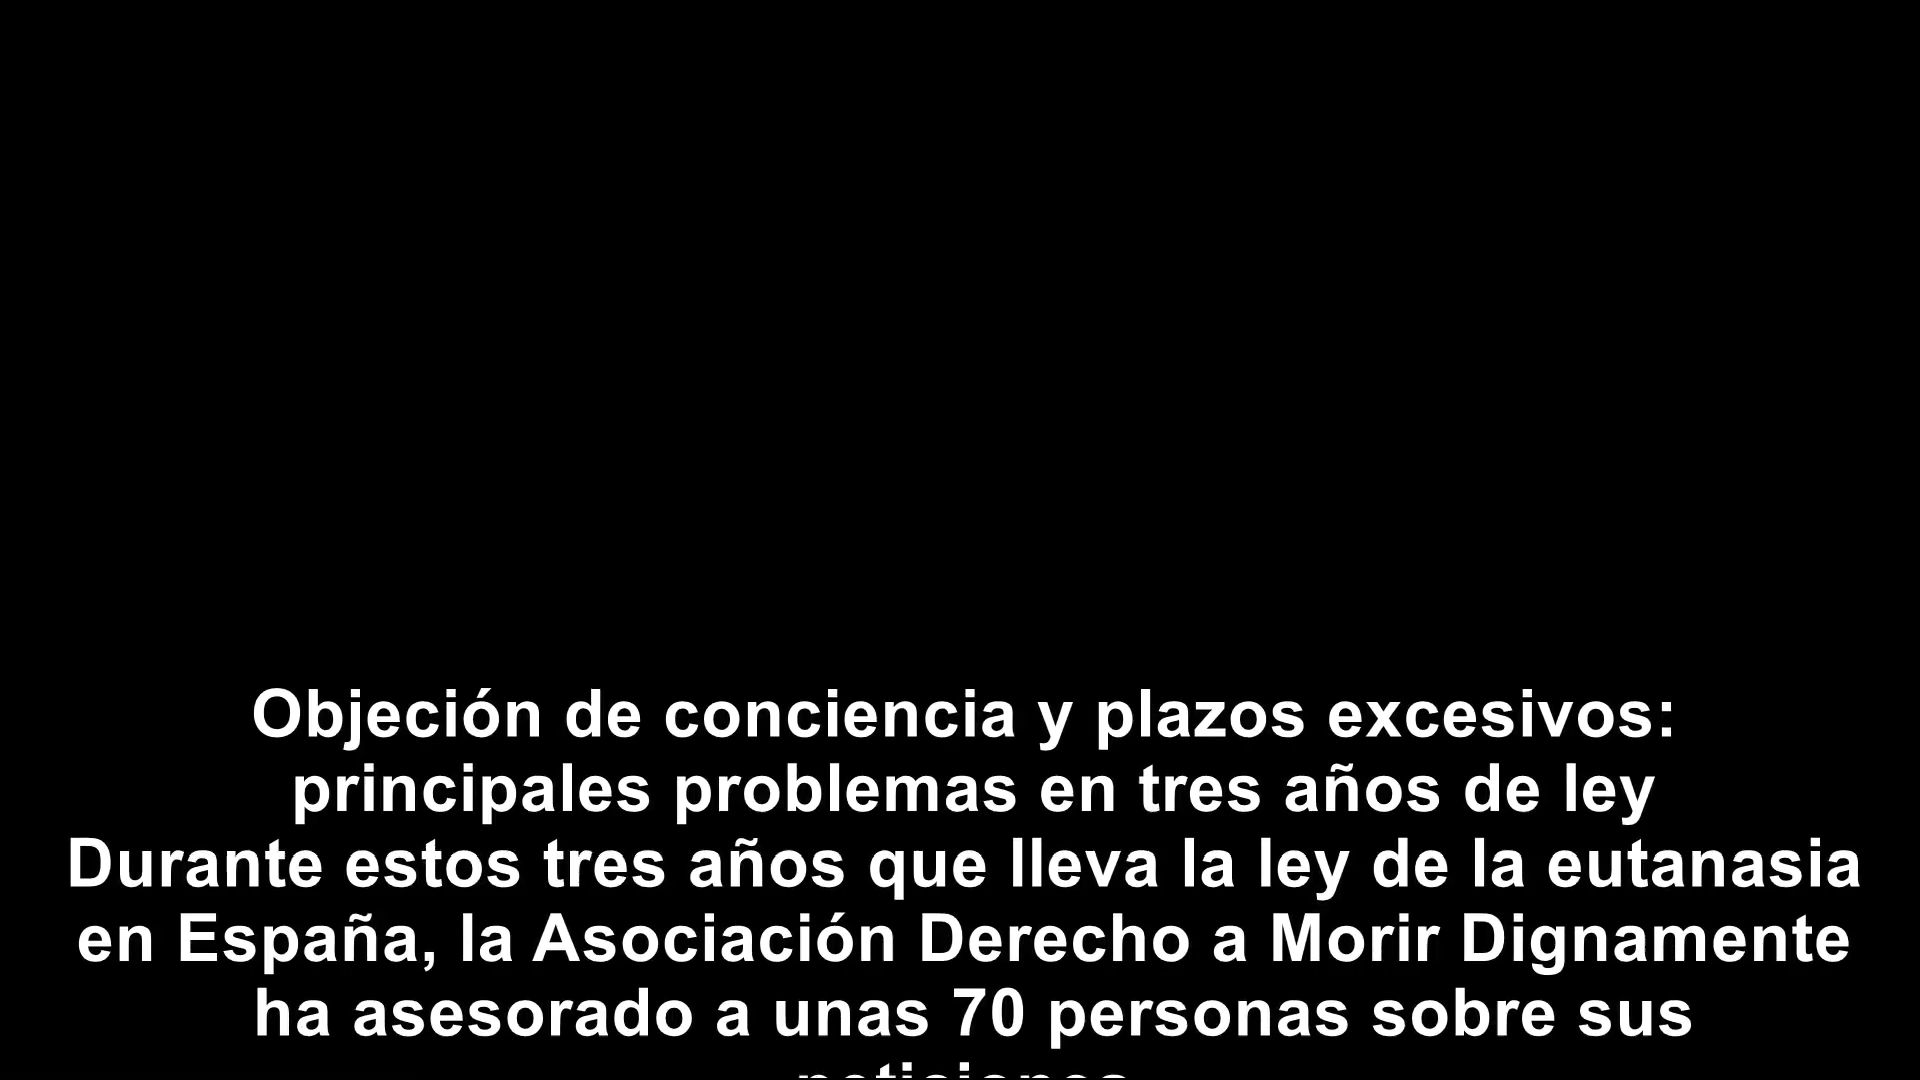 Objeción de conciencia y plazos excesivos:
principales problemas en tres años de ley
Durante estos tres años que lleva la ley de la eutanasia
en España, la Asociación Derecho a Morir Dignamente
ha asesorado a unas 70 personas sobre sus
peticiones